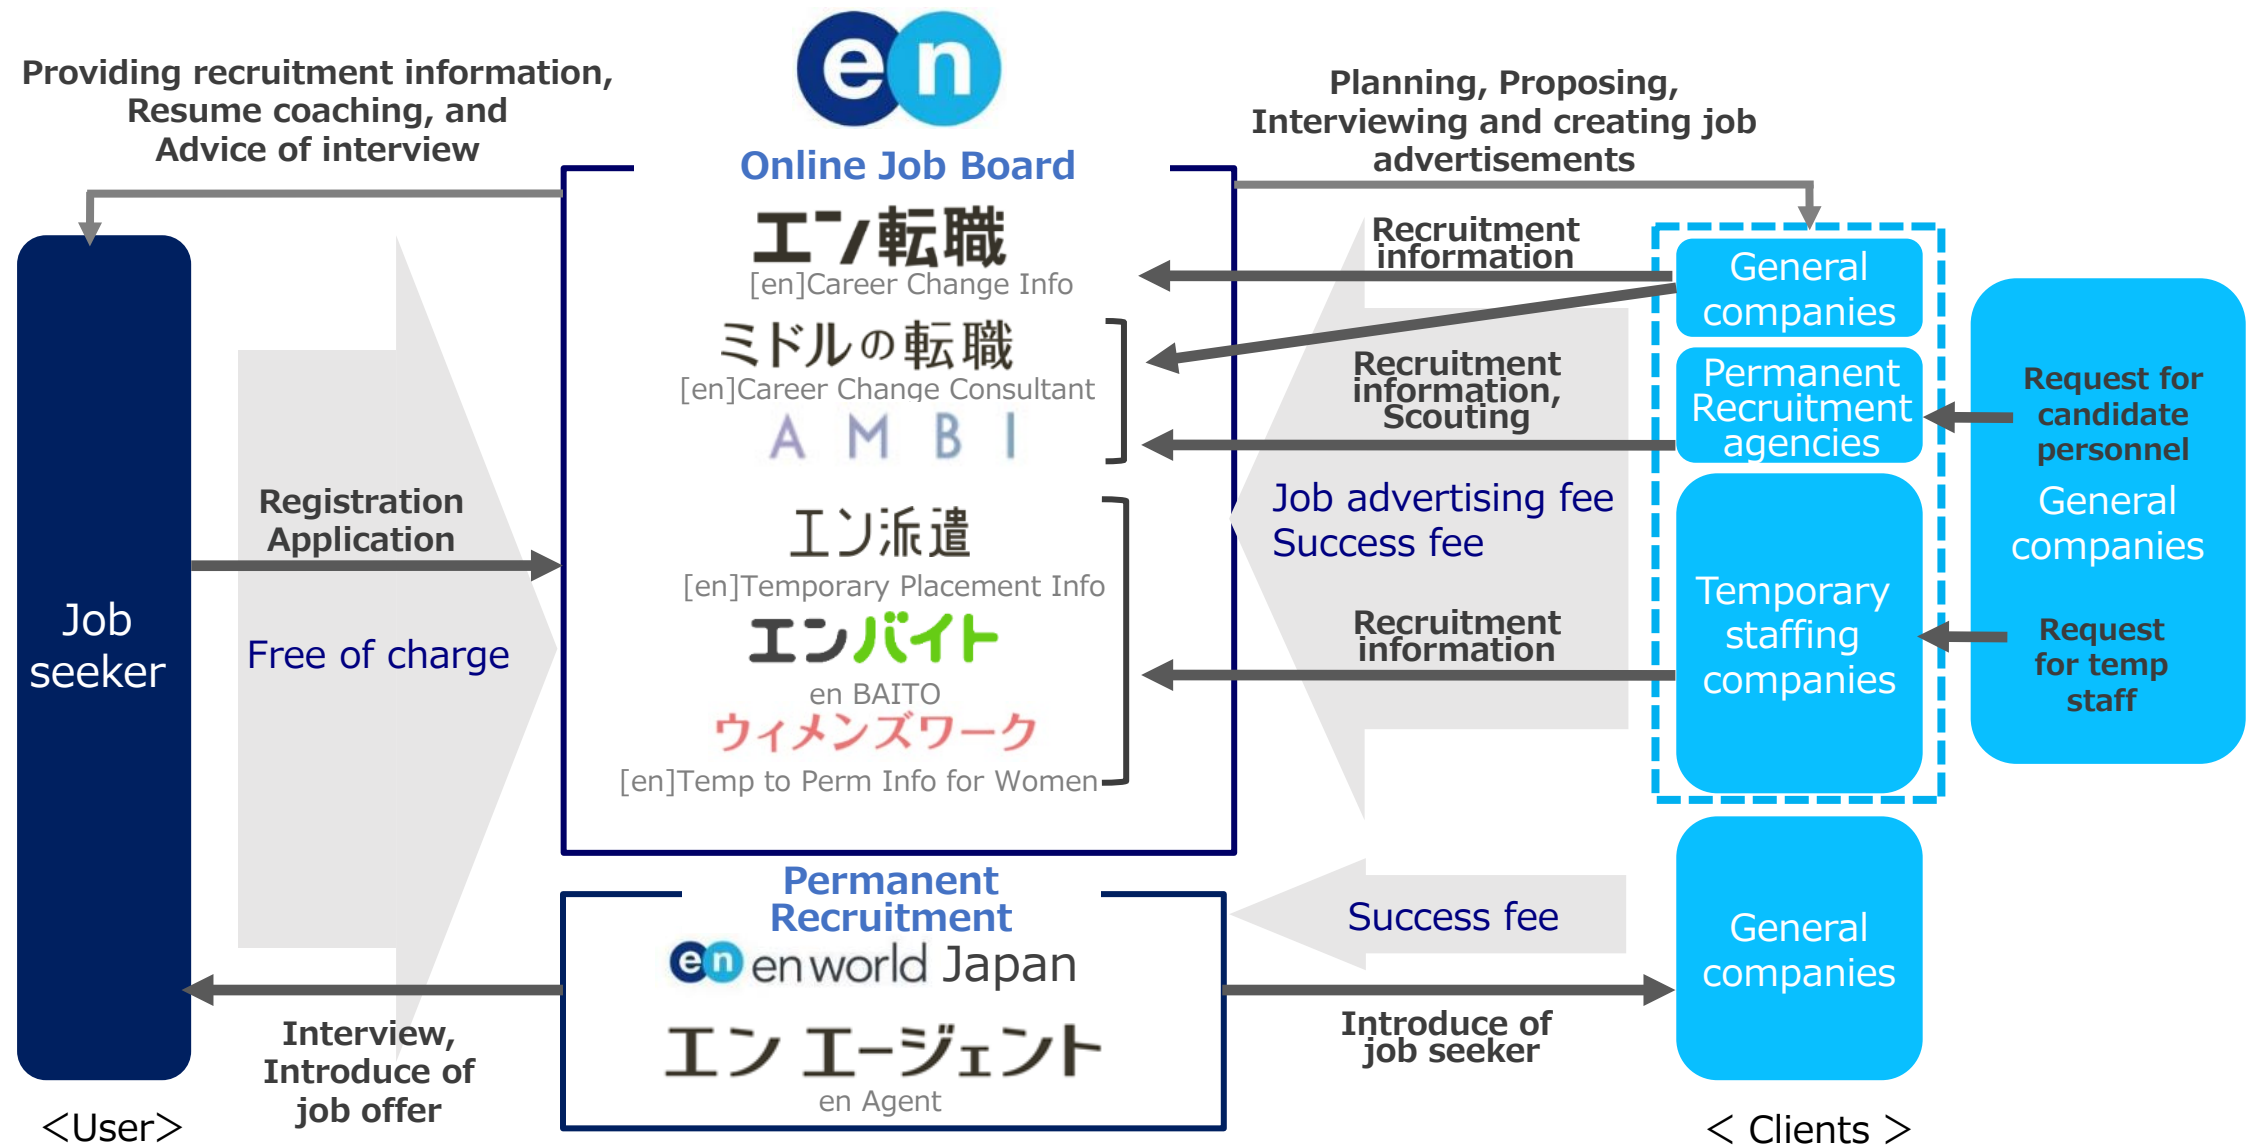 en
Providing recruitment information,
Resume coaching, and
Advice of interview
Online Job Board
Planning, Proposing,
Interviewing and creating job
advertisements
エン転職
[en]Career Change Info
ミドルの転職
[en]Career Change Consultant
AMBI
エン派遣
[en]Temporary Placement Info
エンバイト
en BAITO
ウィメンズワーク
[en]Temp to Perm Info for Women
Job
seeker
Registration
Application
Free of charge
Recruitment
information
Recruitment
information,
Scouting
Job advertising fee
Success fee
Recruitment
information
General
companies
Permanent
Recruitment
agencies
Temporary
staffing
companies
Request for
candidate
personnel
General
companies
Request
for temp
staff
Permanent
Recruitment
en en world Japan
エン エージェント
en Agent
Interview,
Introduce of
job offer
Success fee
Introduce of
job seeker
General
companies
＜User＞
＜ Clients ＞